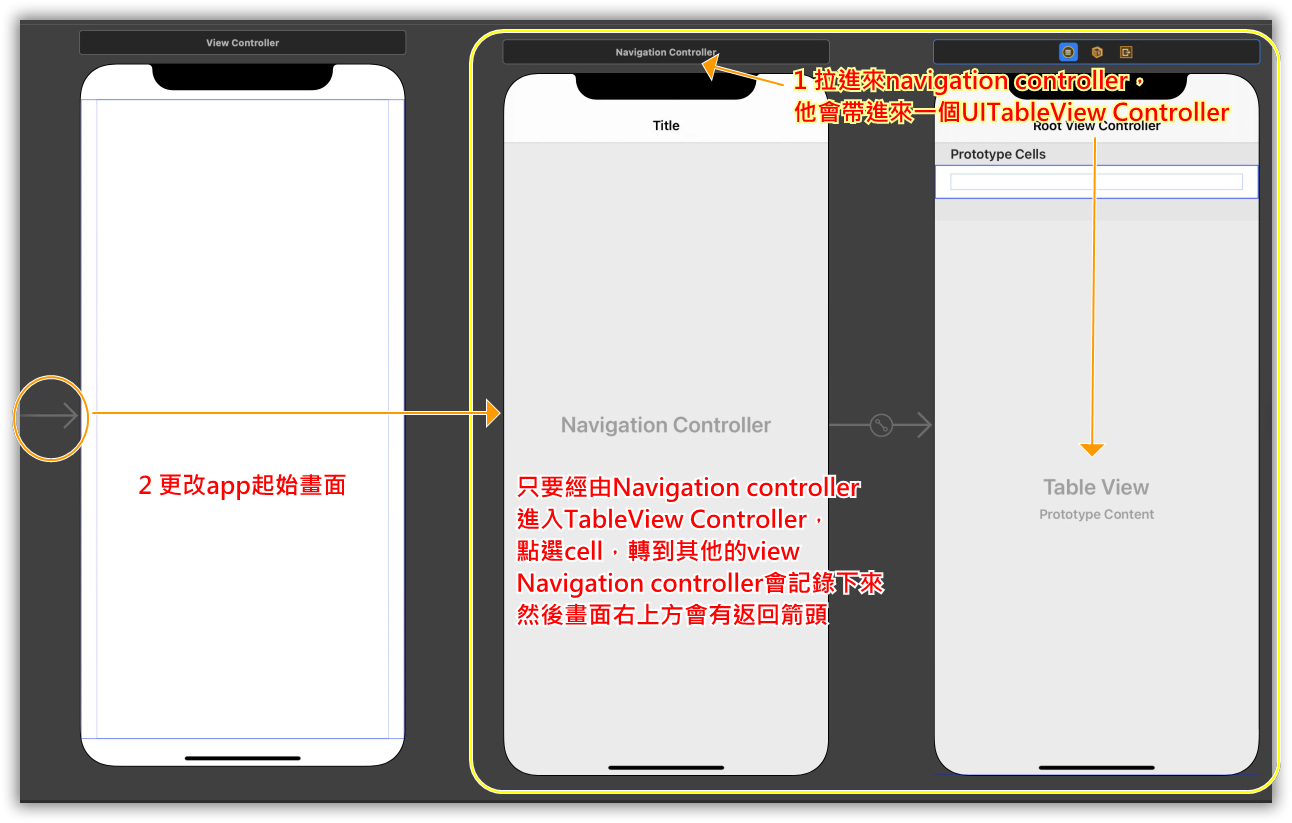 View Controller
Navigation Controller
1 拉進來navigation controller，
他會帶進來一個UITableView Controller
Title
Root View Controller
Prototype Cells
Navigation Controller
2 更改app起始畫面
只要經由Navigation controller
進入TableView Controller，
點選cell，轉到其他的view
Navigation controller會記錄下來
然後畫面右上方會有返回箭頭
Table View
Prototype Content